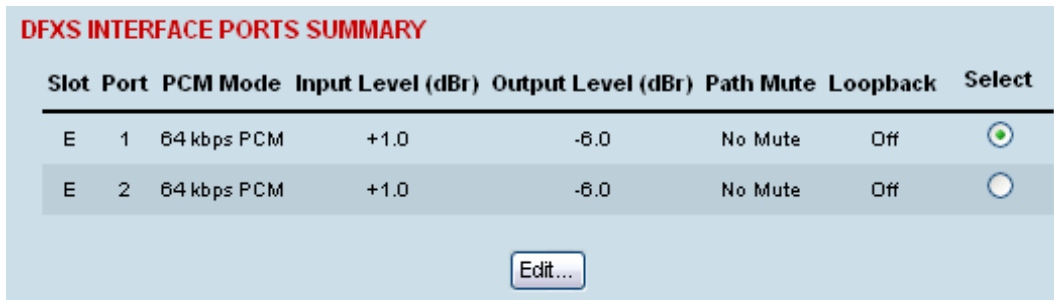 DFXS INTERFACE PORTS SUMMARY
Slot Port PCM Mode Input Level (dBr) Output Level (dBr) Path Mute Loopback Select
E 1 64 kbps PCM +1.0 -6.0 No Mute Off
E 2 64 kbps PCM +1.0 -6.0 No Mute Off
Edit...